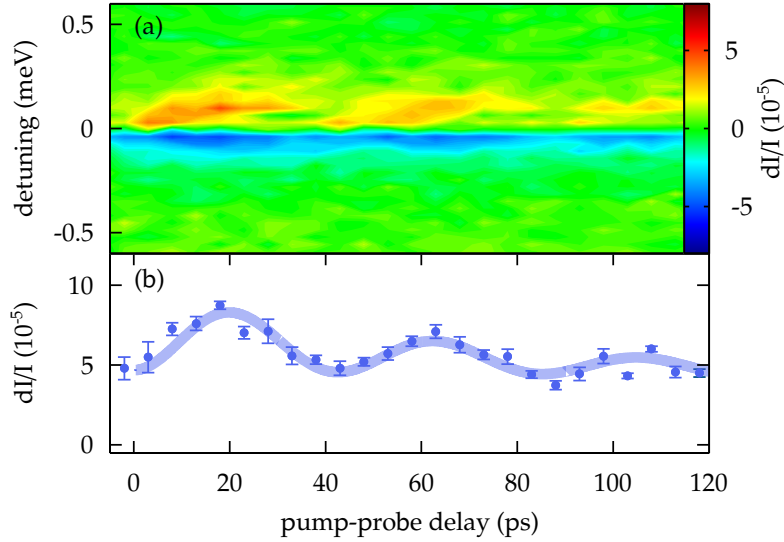 (a)
detuning (meV)
0.5
0
-0.5
5
0
-5
dI/I (10-5)
(b)
dI/I (10-5)
10
5
0
0 20 40 60 80 100 120
pump-probe delay (ps)